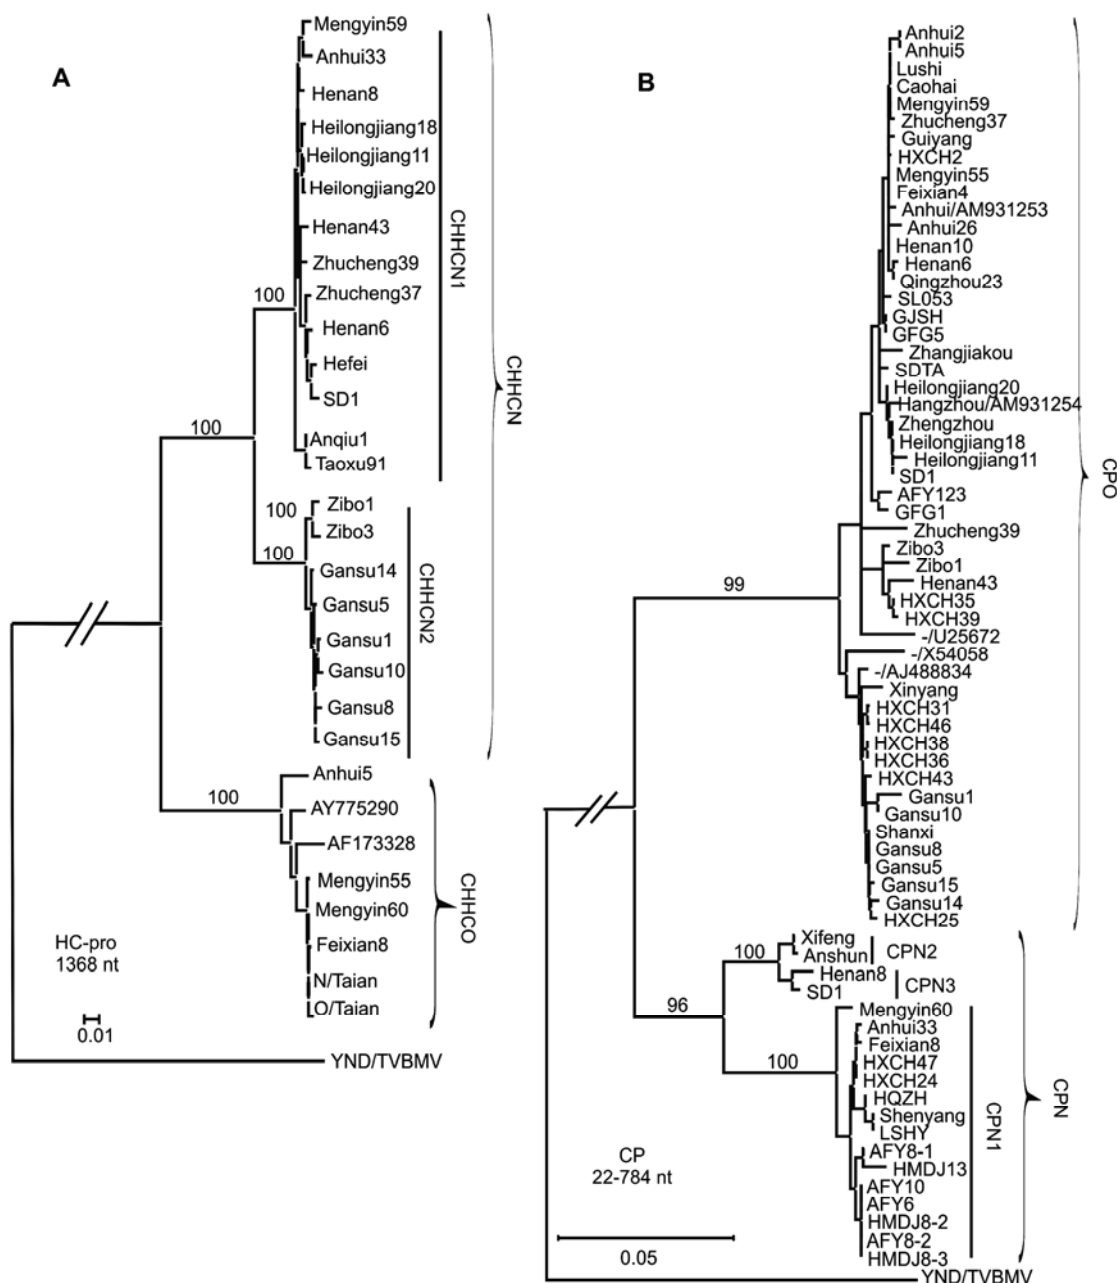 A
Mengyin59
Anhui33
Henan8
Heilongjiang18
Heilongjiang11
Heilongjiang20
Henan43
Zhucheng39
Zhucheng37
Henan6
Hefei
SD1
Anqiu1
Taoxu91
CHHCN1
100
100
Zibo1
Zibo3
100
100
Gansu14
Gansu5
Gansu1
Gansu10
Gansu8
Gansu15
CHHCN2
CHHCN
Anhui5
AY775290
AF173328
Mengyin55
Mengyin60
Feixian8
N/Taian
O/Taian
100
CHHCO
HC-pro
1368 nt
0.01
YND/TVBMV
B
Anhui2
Anhui5
Lushi
Caohai
Mengyin59
Zhucheng37
Guiyang
HXCH2
Mengyin55
Feixian4
Anhui/AM931253
Anhui26
Henan10
Henan6
Qingzhou23
SL053
GJSH
GFG5
Zhangjiakou
SDTA
Heilongjiang20
Hangzhou/AM931254
Zhengzhou
Heilongjiang18
Heilongjiang11
SD1
AFY123
GFG1
Zhucheng39
Zibo3
Zibo1
Henan43
HXCH35
HXCH39
-/U25672
-/X54058
-/AJ488834
Xinyang
HXCH31
HXCH46
HXCH38
HXCH36
HXCH43
Gansu1
Gansu10
Shanxi
Gansu8
Gansu5
Gansu15
Gansu14
HXCH25
99
CPO
Xifeng
Anshun
CPN2
100
Henan8
SD1
CPN3
96
Mengyin60
Anhui33
Feixian8
HXCH47
HXCH24
HQZH
Shenyang
LSHY
AFY8-1
HMDJ13
AFY10
AFY6
HMDJ8-2
AFY8-2
HMDJ8-3
100
CPN1
CPN
CP
22-784 nt
0.05
YND/TVBMV